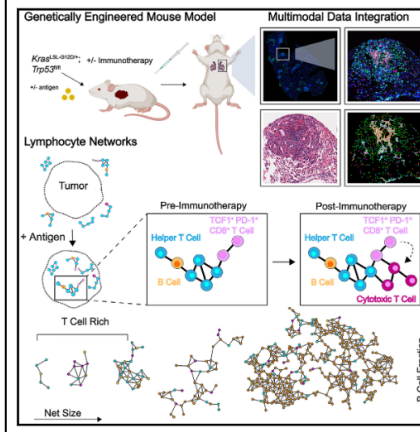 Genetically Engineered Mouse Model
Multimodal Data Integration
Kras^LSL-G12D/+;
Trp53^fl/fl
+/- Immunotherapy
+/- antigen
Lymphocyte Networks
Tumor
+ Antigen
Pre-Immunotherapy
Post-Immunotherapy
TCF1⁺ PD-1⁺
CD8⁺ T Cell
Helper T Cell
B Cell
TCF1⁺ PD-1⁺
CD8⁺ T Cell
Helper T Cell
B Cell
Cytotoxic T Cell
T Cell Rich
Net Size
B Cell Fraction